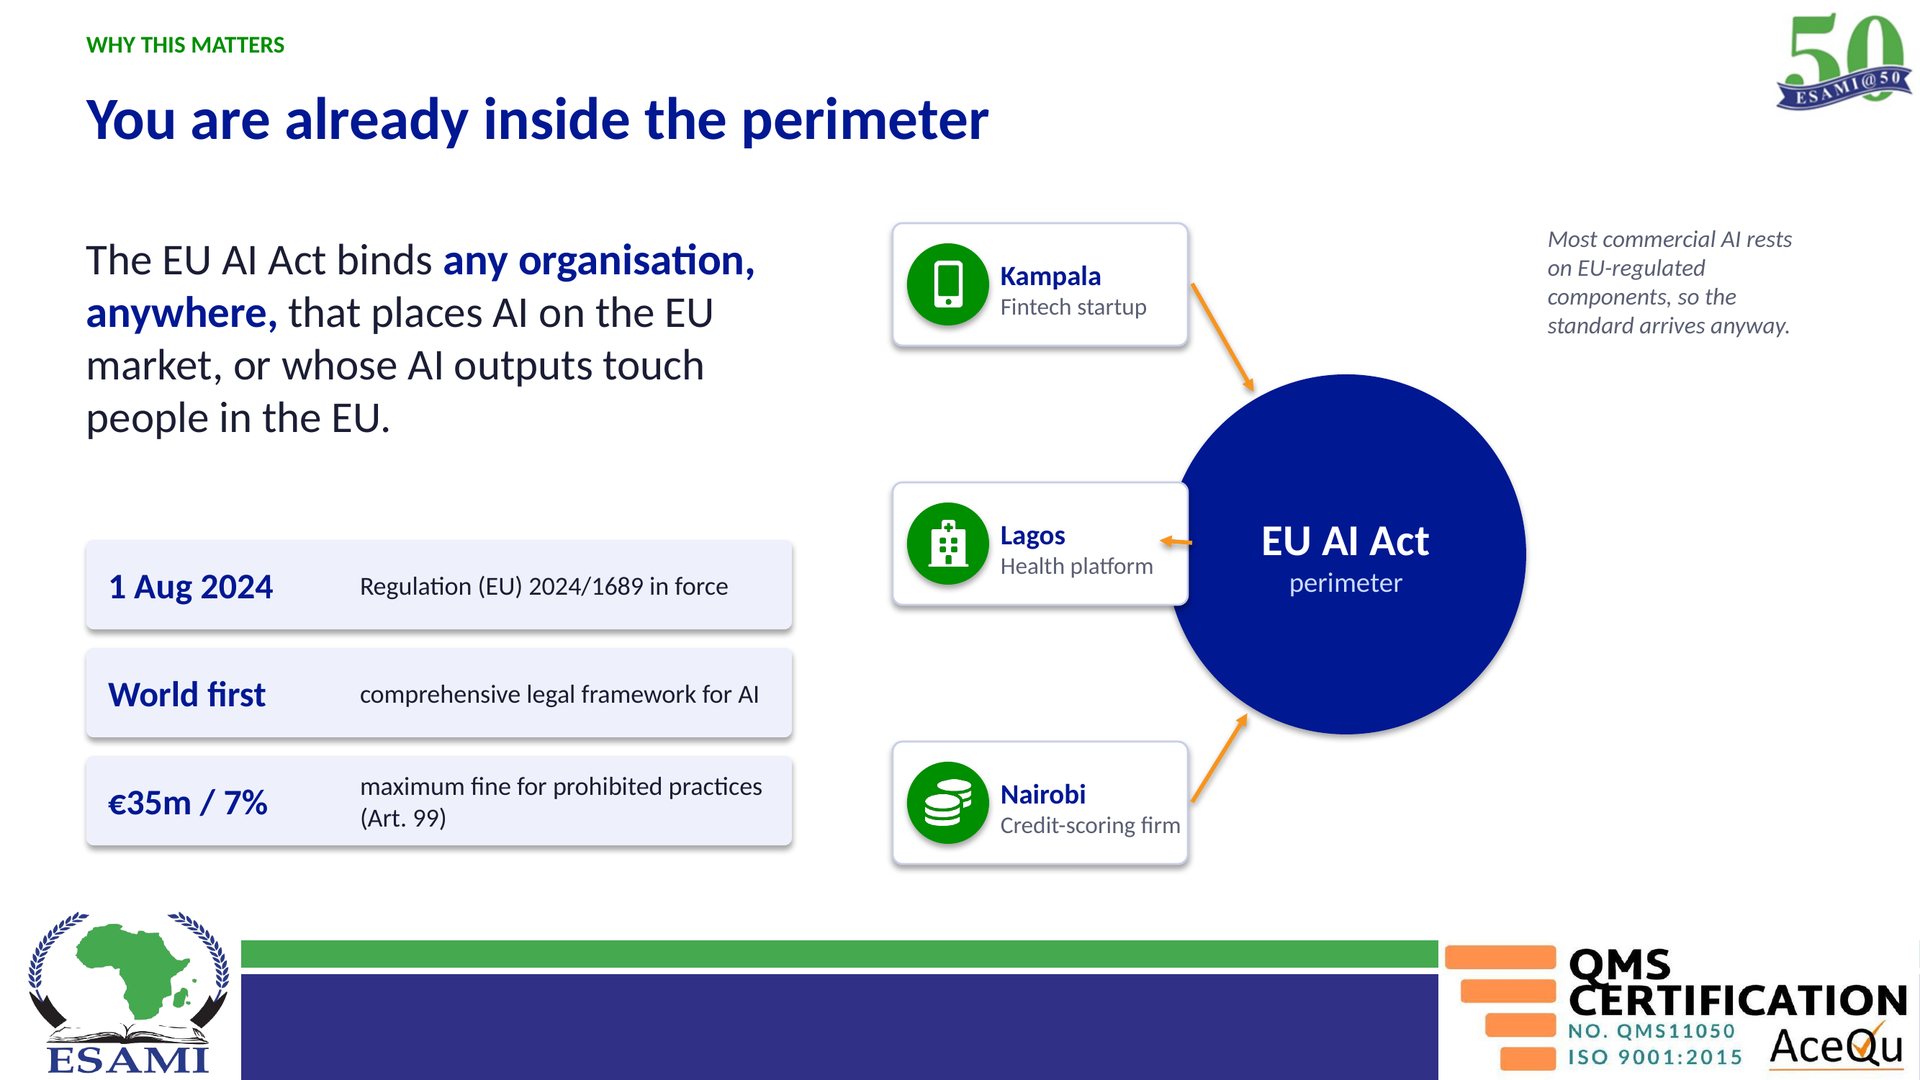 WHY THIS MATTERS
50
ESAMI@50
You are already inside the perimeter
The EU AI Act binds any organisation,
anywhere, that places AI on the EU
market, or whose AI outputs touch
people in the EU.
1 Aug 2024
Regulation (EU) 2024/1689 in force
World first
comprehensive legal framework for AI
€35m / 7%
maximum fine for prohibited practices
(Art. 99)
Kampala
Fintech startup
Lagos
Health platform
Nairobi
Credit-scoring firm
EU AI Act
perimeter
Most commercial AI rests
on EU-regulated
components, so the
standard arrives anyway.
ESAMI
QMS
CERTIFICATION
NO. QMS11050
ISO 9001:2015
AceQu